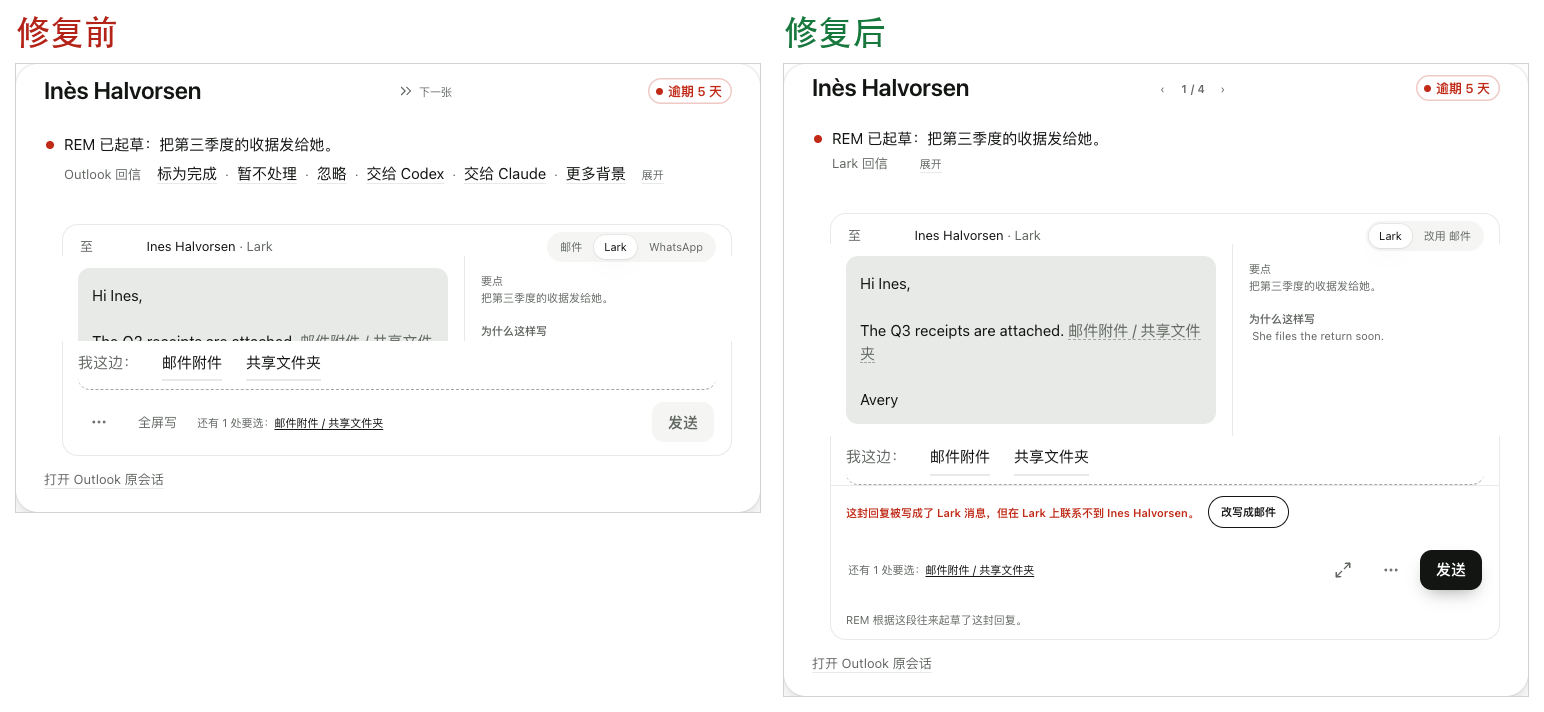 修复前
Inès Halvorsen
下一张
逾期 5 天
REM 已起草：把第三季度的收据发给她。
Outlook 回信 标为完成 · 暂不处理 · 忽略 · 交给 Codex · 交给 Claude · 更多背景 展开
至 Ines Halvorsen · Lark 邮件 Lark WhatsApp
Hi Ines,
The Q3 receipts are attached. 邮件附件 / 共享文件
要点
把第三季度的收据发给她。
为什么这样写
我这边： 邮件附件 共享文件夹
··· 全屏写 还有 1 处要选：邮件附件 / 共享文件夹 发送
打开 Outlook 原会话
修复后
Inès Halvorsen
‹ 1 / 4 ›
逾期 5 天
REM 已起草：把第三季度的收据发给她。
Lark 回信 展开
至 Ines Halvorsen · Lark Lark 改用 邮件
Hi Ines,
The Q3 receipts are attached. 邮件附件 / 共享文件
夹
Avery
要点
把第三季度的收据发给她。
为什么这样写
She files the return soon.
我这边： 邮件附件 共享文件夹
这封回复被写成了 Lark 消息，但在 Lark 上联系不到 Ines Halvorsen。 改写成邮件
还有 1 处要选：邮件附件 / 共享文件夹 ··· 发送
REM 根据这段往来起草了这封回复。
打开 Outlook 原会话